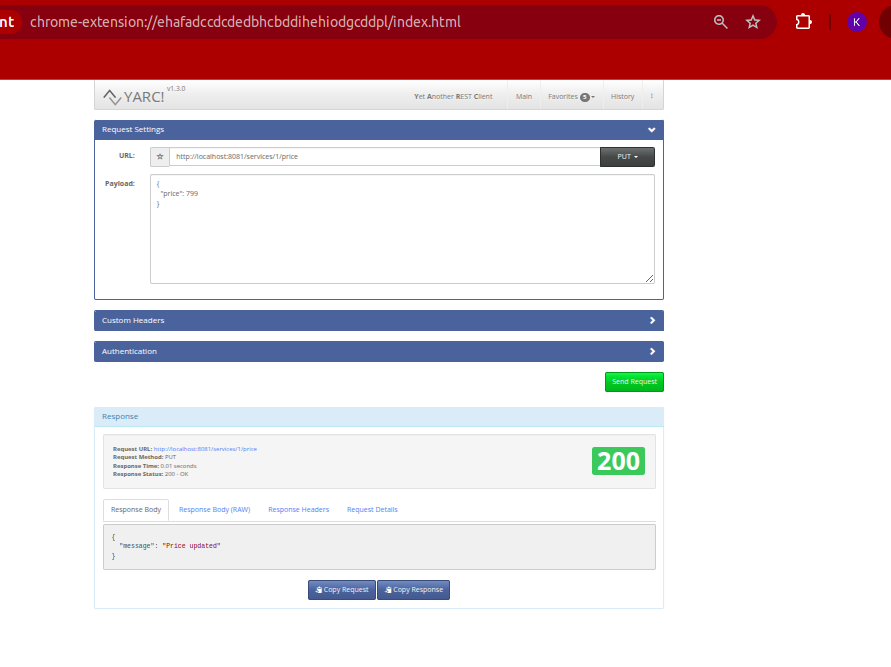 nt chrome-extension://ehafadccdcdedbhcbddihehiodgcddpl/index.html K
YARC! v1.3.0 Yet Another REST Client Main Favorites 5 History
Request Settings
URL: http://localhost:8081/services/1/price PUT
Payload: {
"price": 799
}
Custom Headers
Authentication
Send Request
Response
Request URL: http://localhost:8081/services/1/price
Request Method: PUT
Response Time: 0.01 seconds
Response Status: 200 - OK
200
Response Body Response Body (RAW) Response Headers Request Details
{
"message": "Price updated"
}
Copy Request Copy Response